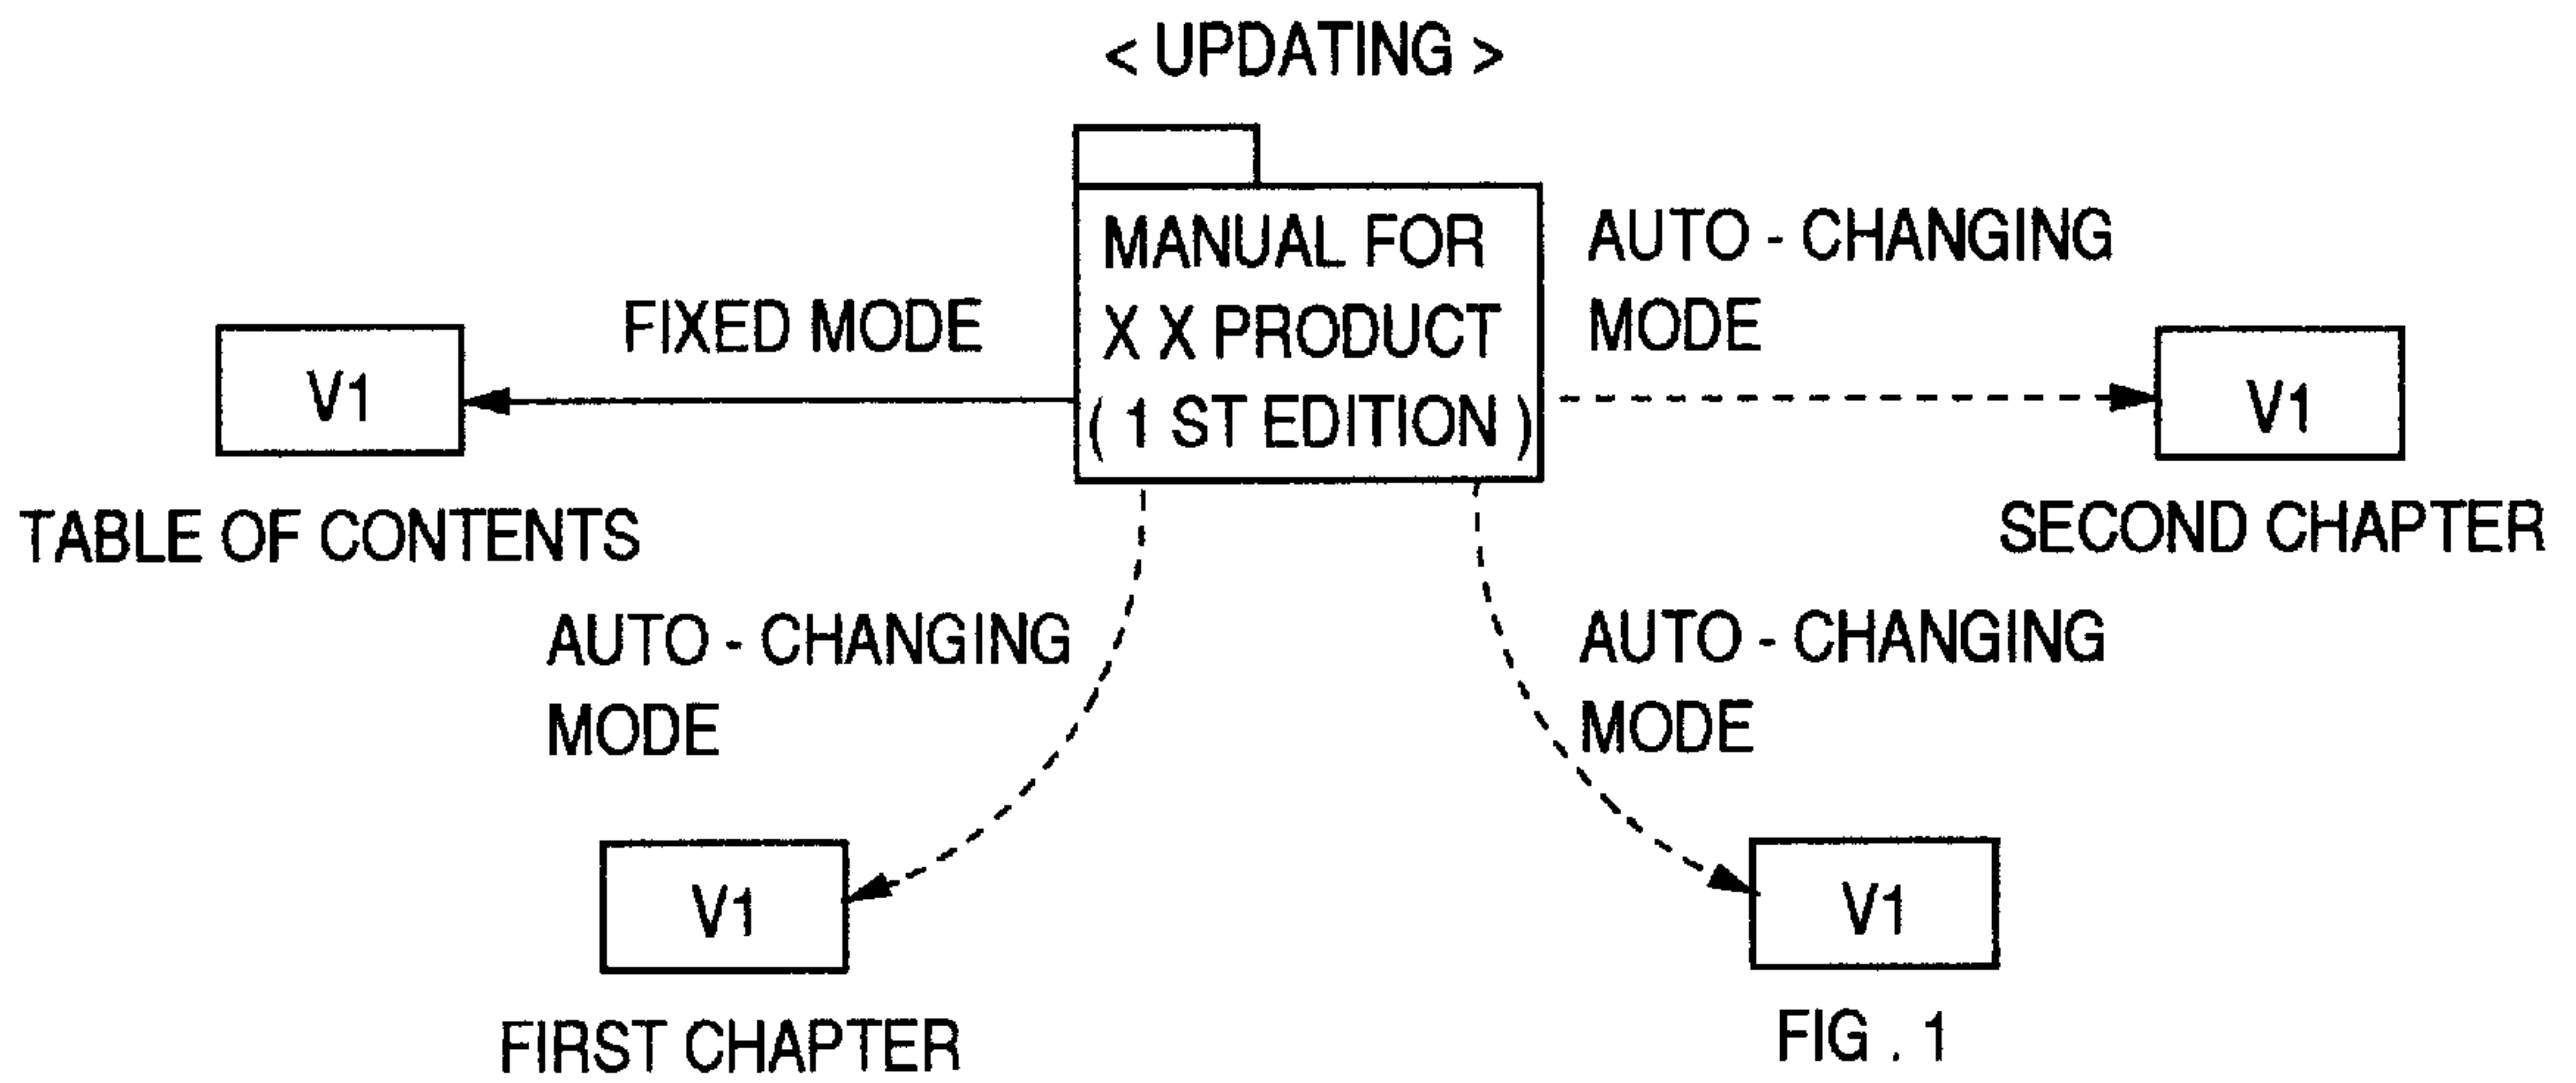 < UPDATING >
MANUAL FOR
X X PRODUCT
( 1 ST EDITION )
FIXED MODE
V1
TABLE OF CONTENTS
AUTO - CHANGING
MODE
V1
SECOND CHAPTER
AUTO - CHANGING
MODE
V1
FIRST CHAPTER
AUTO - CHANGING
MODE
V1
FIG . 1